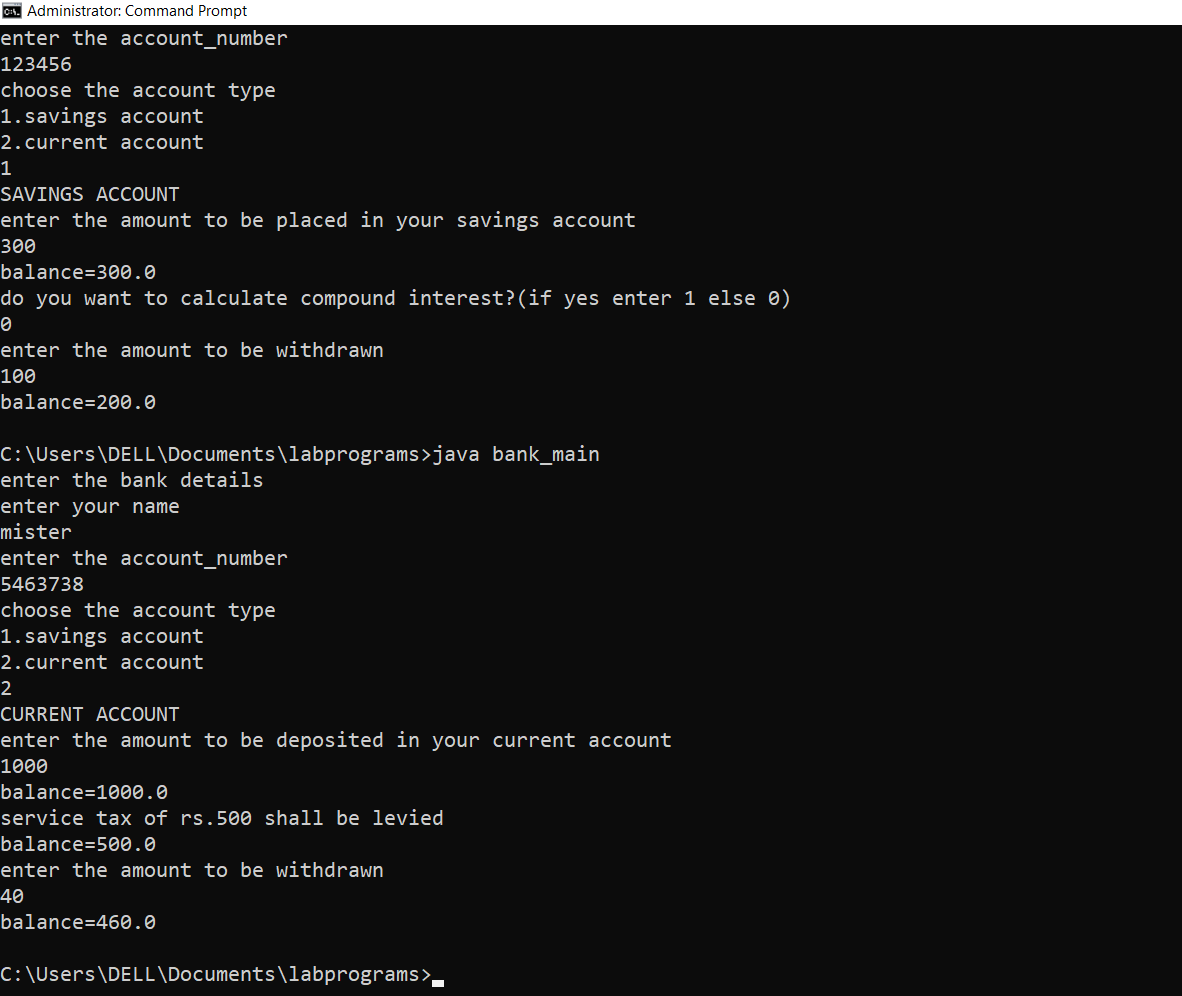 Administrator: Command Prompt
enter the account_number
123456
choose the account type
1.savings account
2.current account
1
SAVINGS ACCOUNT
enter the amount to be placed in your savings account
300
balance=300.0
do you want to calculate compound interest?(if yes enter 1 else 0)
0
enter the amount to be withdrawn
100
balance=200.0
C:\Users\DELL\Documents\labprograms>java bank_main
enter the bank details
enter your name
mister
enter the account_number
5463738
choose the account type
1.savings account
2.current account
2
CURRENT ACCOUNT
enter the amount to be deposited in your current account
1000
balance=1000.0
service tax of rs.500 shall be levied
balance=500.0
enter the amount to be withdrawn
40
balance=460.0
C:\Users\DELL\Documents\labprograms>